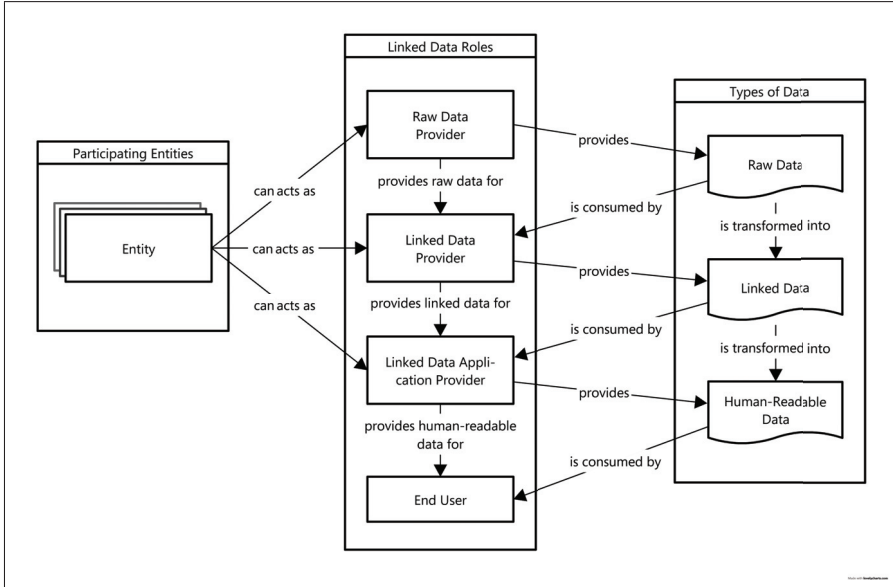 Linked Data Roles
Types of Data
Participating Entities
Entity
can acts as
can acts as
can acts as
Raw Data
Provider
provides raw data for
Linked Data
Provider
provides linked data for
Linked Data Appli-
cation Provider
provides human-readable
data for
End User
provides
is consumed by
provides
is consumed by
provides
is consumed by
Raw Data
is transformed into
Linked Data
is transformed into
Human-Readable
Data